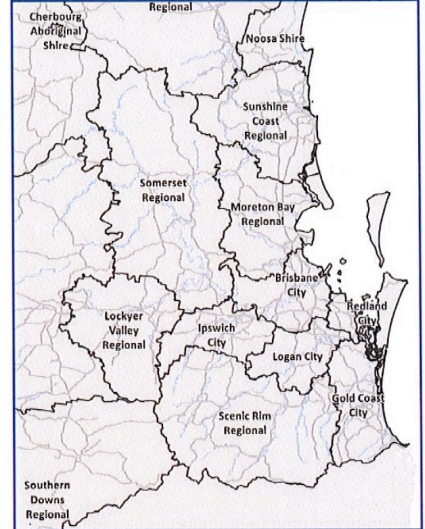 Regional
Cherbourg
Aboriginal
Shire
Noosa Shire
Sunshine
Coast
Regional
Somerset
Regional
Moreton Bay
Regional
Brisbane
City
Redland
City
Lockyer
Valley
Regional
Ipswich
City
Logan City
Gold Coast
City
Scenic Rim
Regional
Southern
Downs
Regional